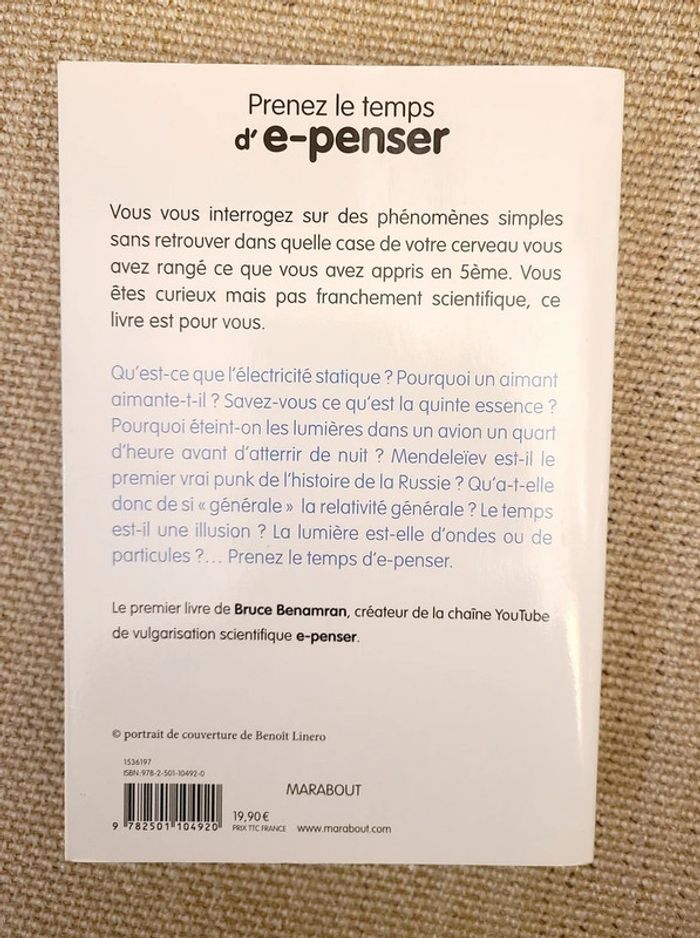 Prenez le temps
d' e-penser
Vous vous interrogez sur des phénomènes simples
sans retrouver dans quelle case de votre cerveau vous
avez rangé ce que vous avez appris en 5ème. Vous
êtes curieux mais pas franchement scientifique, ce
livre est pour vous.
Qu'est-ce que l'électricité statique ? Pourquoi un aimant
aimante-t-il ? Savez-vous ce qu'est la quinte essence ?
Pourquoi éteint-on les lumières dans un avion un quart
d'heure avant d'atterrir de nuit ? Mendeleïev est-il le
premier vrai punk de l'histoire de la Russie ? Qu'a-t-elle
donc de si « générale » la relativité générale ? Le temps
est-il une illusion ? La lumière est-elle d'ondes ou de
particules ?... Prenez le temps d'e-penser.
Le premier livre de Bruce Benamran, créateur de la chaîne YouTube
de vulgarisation scientifique e-penser.
© portrait de couverture de Benoît Linero
1536197
ISBN: 978-2-501-10492-0
MARABOUT
19,90 €
9 782501 104920 PRIX TTC FRANCE www.marabout.com